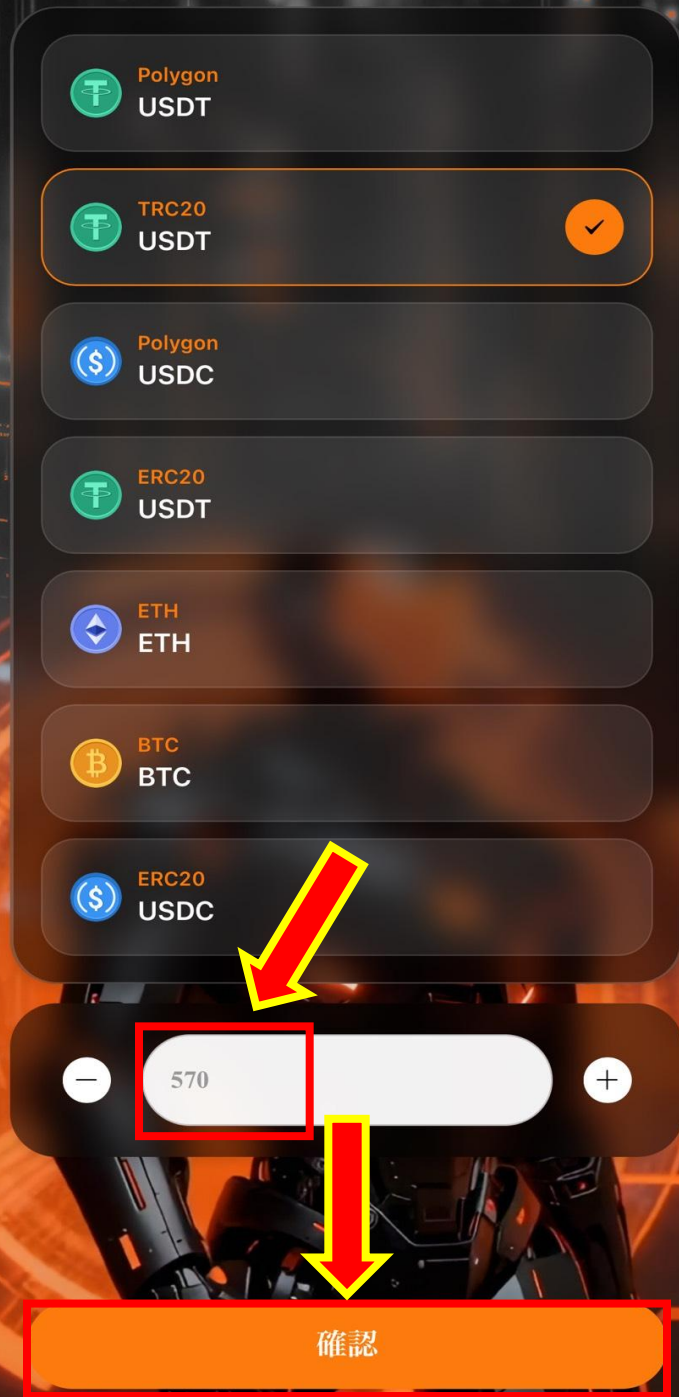 Polygon
USDT
TRC20
USDT
Polygon
USDC
ERC20
USDT
ETH
ETH
BTC
BTC
ERC20
USDC
570
確認